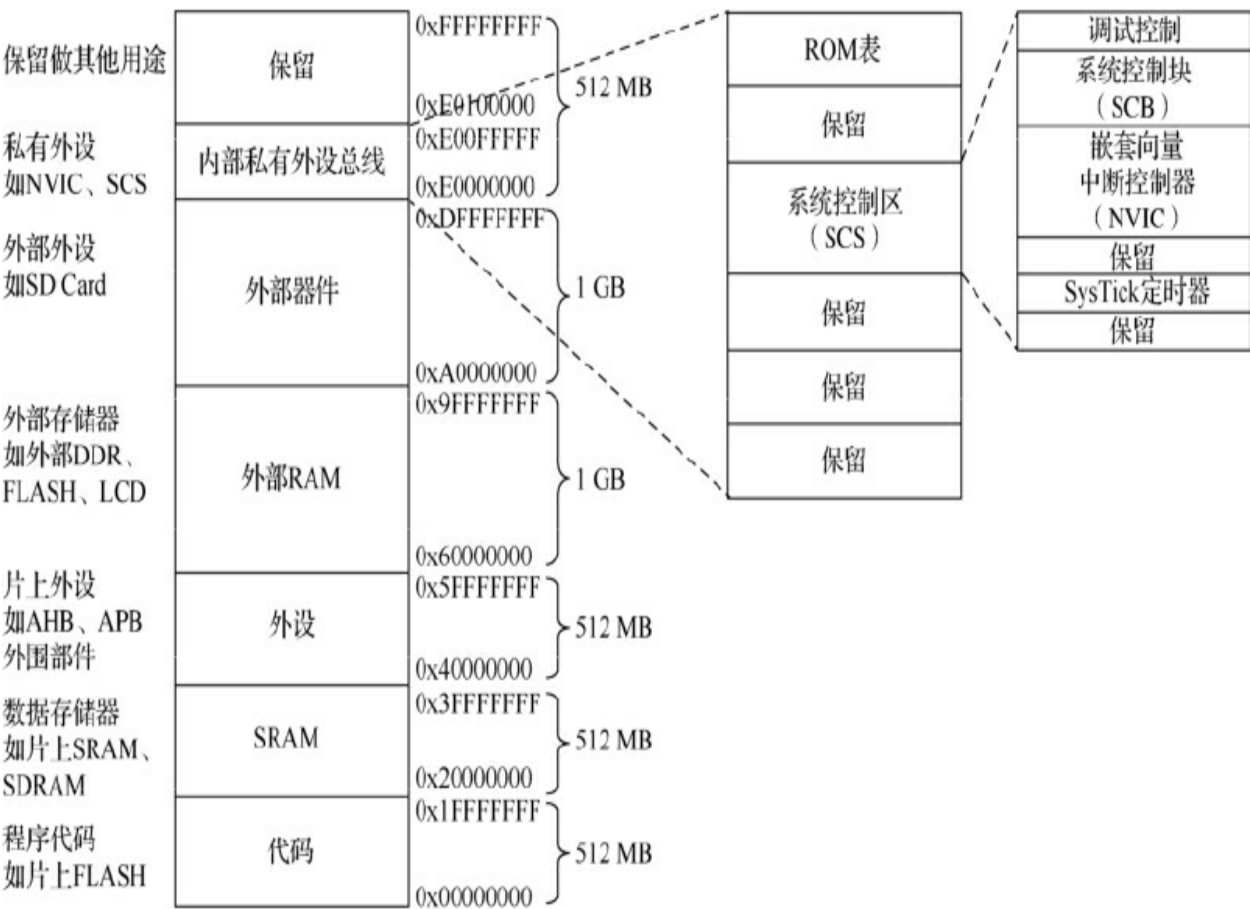 保留做其他用途
保留
0xFFFFFFFF
0xE0100000
512 MB
私有外设
如NVIC、SCS
内部私有外设总线
0xE00FFFFF
0xE0000000
外部外设
如SD Card
外部器件
0xDFFFFFFF
0xA0000000
1 GB
外部存储器
如外部DDR、
FLASH、LCD
外部RAM
0x9FFFFFFF
0x60000000
1 GB
片上外设
如AHB、APB
外围部件
外设
0x5FFFFFFF
0x40000000
512 MB
数据存储器
如片上SRAM、
SDRAM
SRAM
0x3FFFFFFF
0x20000000
512 MB
程序代码
如片上FLASH
代码
0x1FFFFFFF
0x00000000
512 MB
ROM表
保留
系统控制区
（SCS）
保留
保留
保留
调试控制
系统控制块
（SCB）
嵌套向量
中断控制器
（NVIC）
保留
SysTick定时器
保留